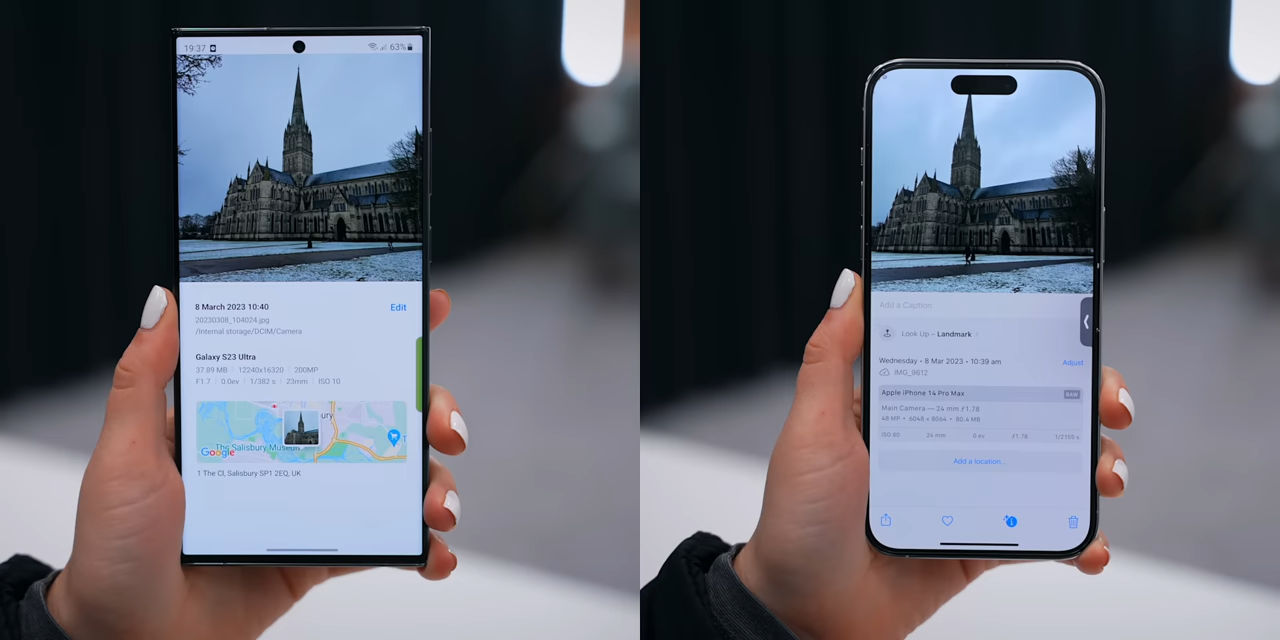 19:37
63%
8 March 2023 10:40
Edit
20230308_104024.jpg
/Internal storage/DCIM/Camera
Galaxy S23 Ultra
37.89 MB 12240x16320 200MP
F1.7 0.0ev 1/382 s 23mm ISO 10
ury
The Salisbury Museum
Google
T
1 The Cl, Salisbury SP1 2EQ, UK
Add a Caption
Look Up – Landmark
Wednesday • 8 Mar 2023 • 10:39 am
Adjust
IMG_9612
Apple iPhone 14 Pro Max
RAW
Main Camera — 24 mm ƒ1.78
48 MP • 6048 x 8064 • 80.4 MB
ISO 80 24 mm 0 ev ƒ1.78 1/2155 s
Add a location...